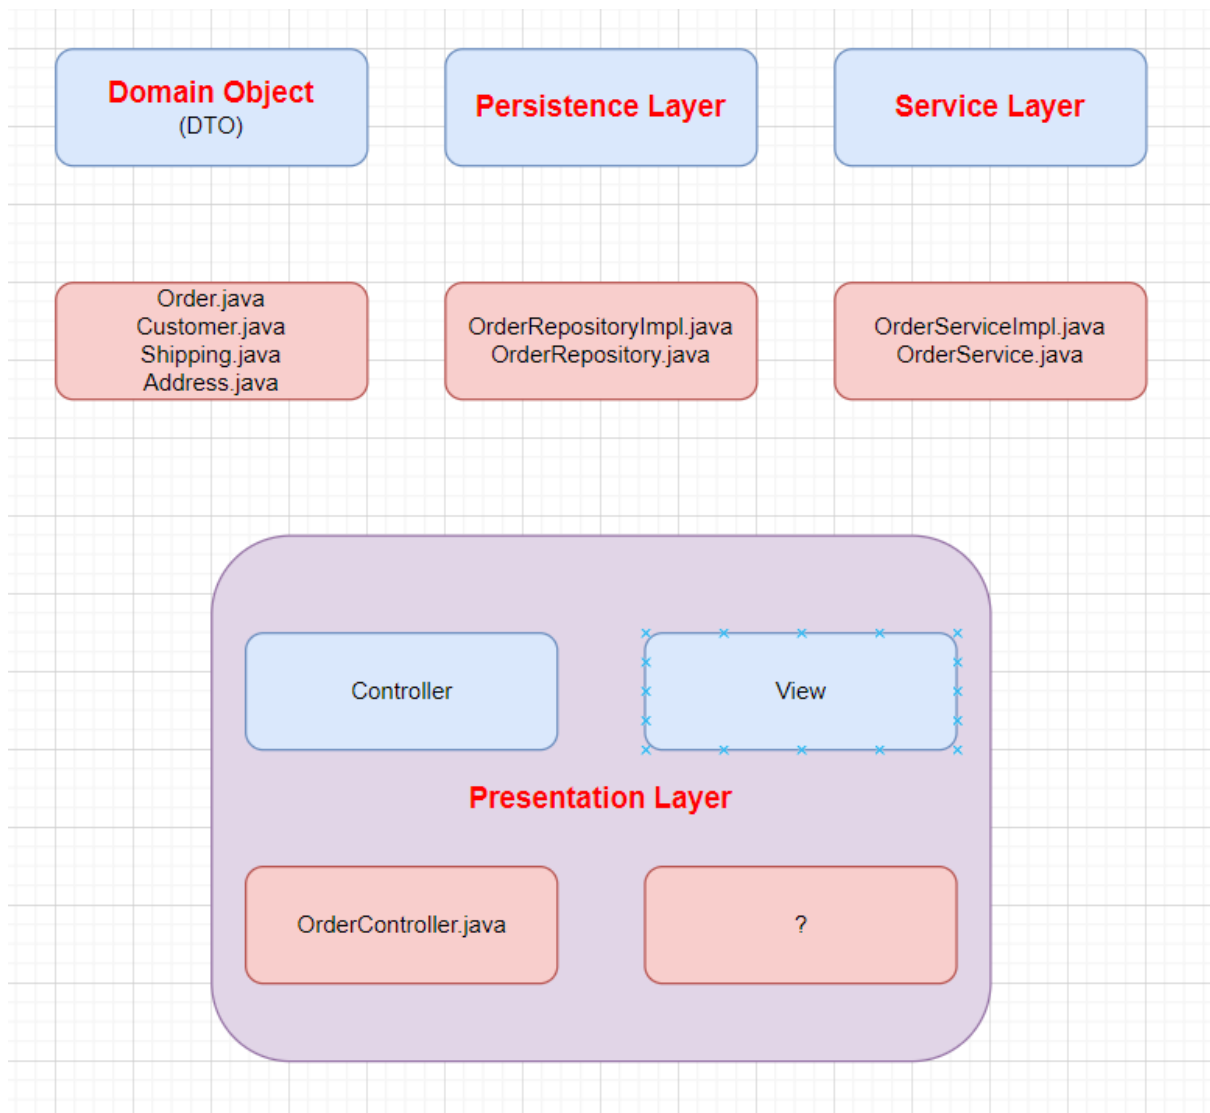 Domain Object
(DTO)
Persistence Layer
Service Layer
Order.java
Customer.java
Shipping.java
Address.java
OrderRepositoryImpl.java
OrderRepository.java
OrderServiceImpl.java
OrderService.java
Controller
View
Presentation Layer
OrderController.java
?